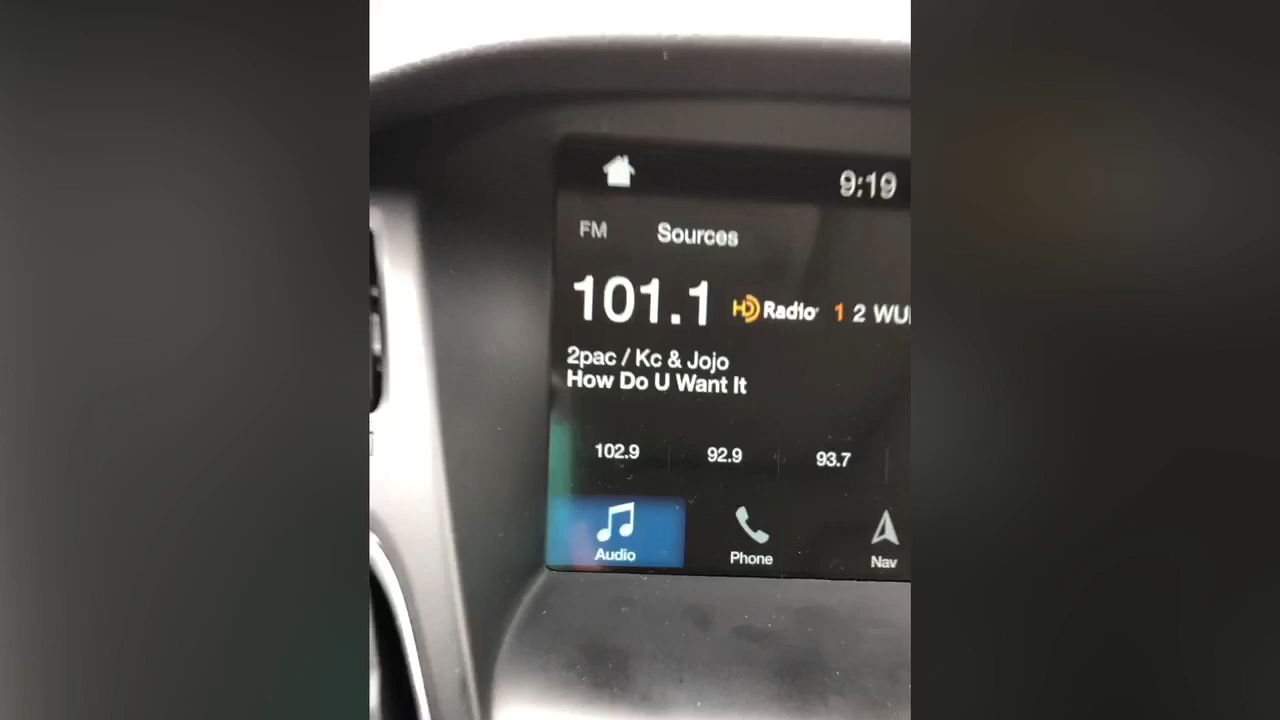 9:19
FM Sources
101.1 HD Radio 1 2
2pac / Kc & Jojo
How Do U Want It
102.9 92.9 93.7
Audio Phone Nav